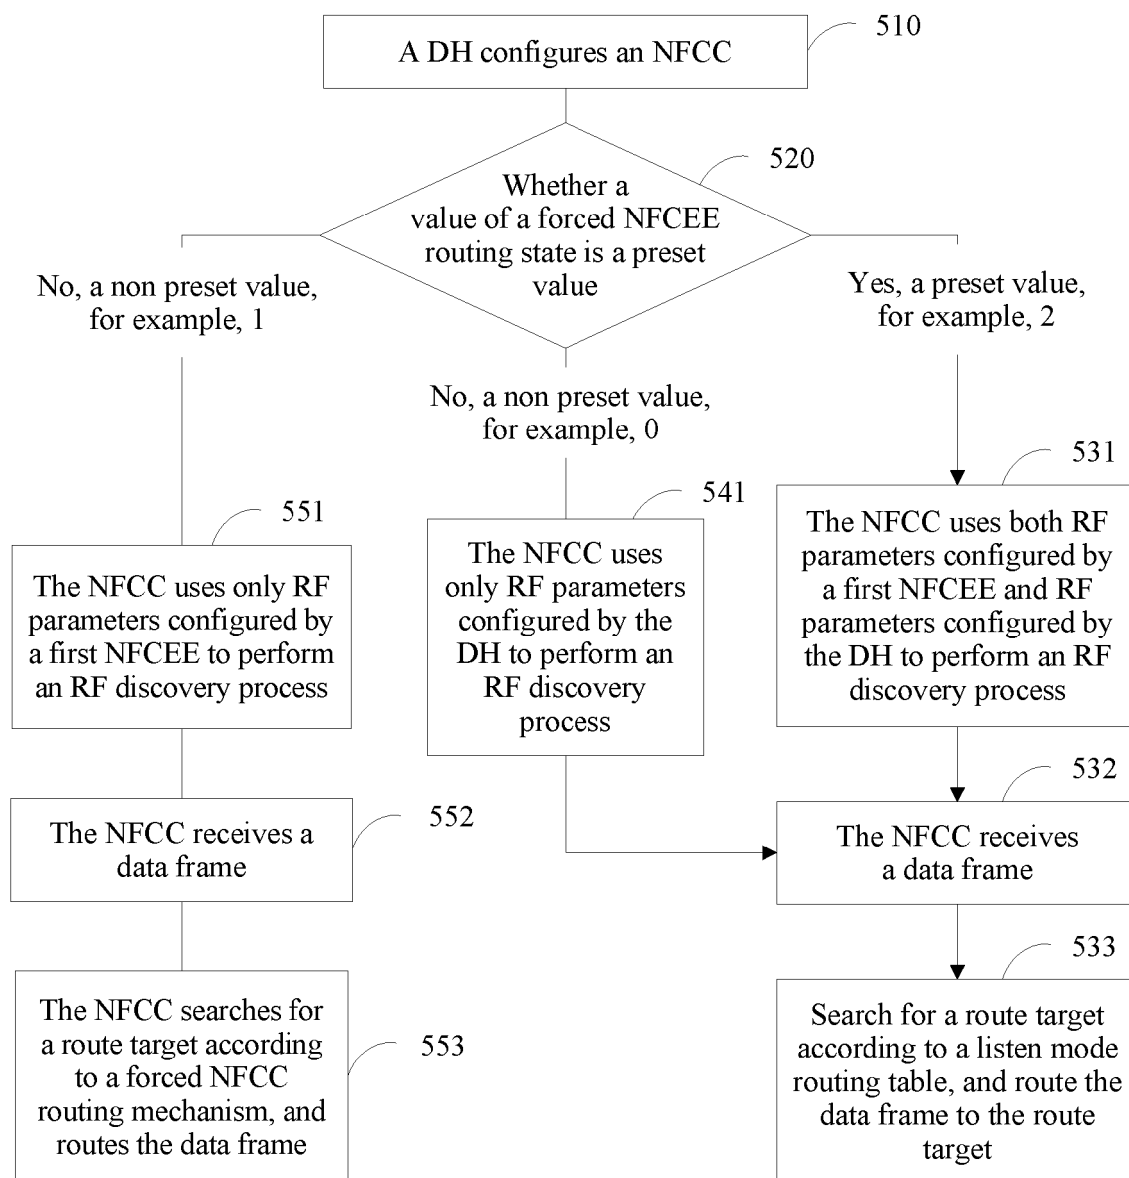 510
A DH configures an NFCC
520
Whether a
value of a forced NFCEE
routing state is a preset
value
No, a non preset value,
for example, 1
Yes, a preset value,
for example, 2
No, a non preset value,
for example, 0
551
The NFCC uses only RF
parameters configured by
a first NFCEE to perform
an RF discovery process
541
The NFCC uses
only RF parameters
configured by the
DH to perform an
RF discovery
process
531
The NFCC uses both RF
parameters configured by
a first NFCEE and RF
parameters configured by
the DH to perform an RF
discovery process
552
The NFCC receives a
data frame
532
The NFCC receives
a data frame
553
The NFCC searches for
a route target according
to a forced NFCC
routing mechanism, and
routes the data frame
533
Search for a route target
according to a listen mode
routing table, and route the
data frame to the route
target